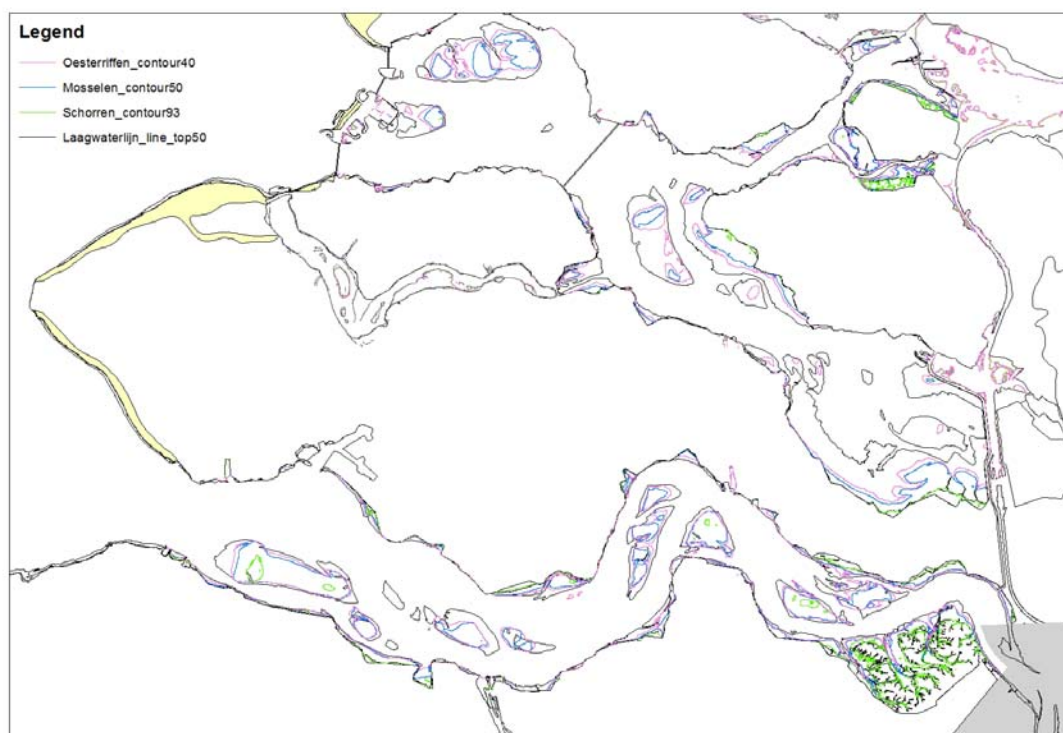 Legend
Oesterriffen_contour40
Mosselen_contour50
Schorren_contour93
Laagwaterlijn_line_top50